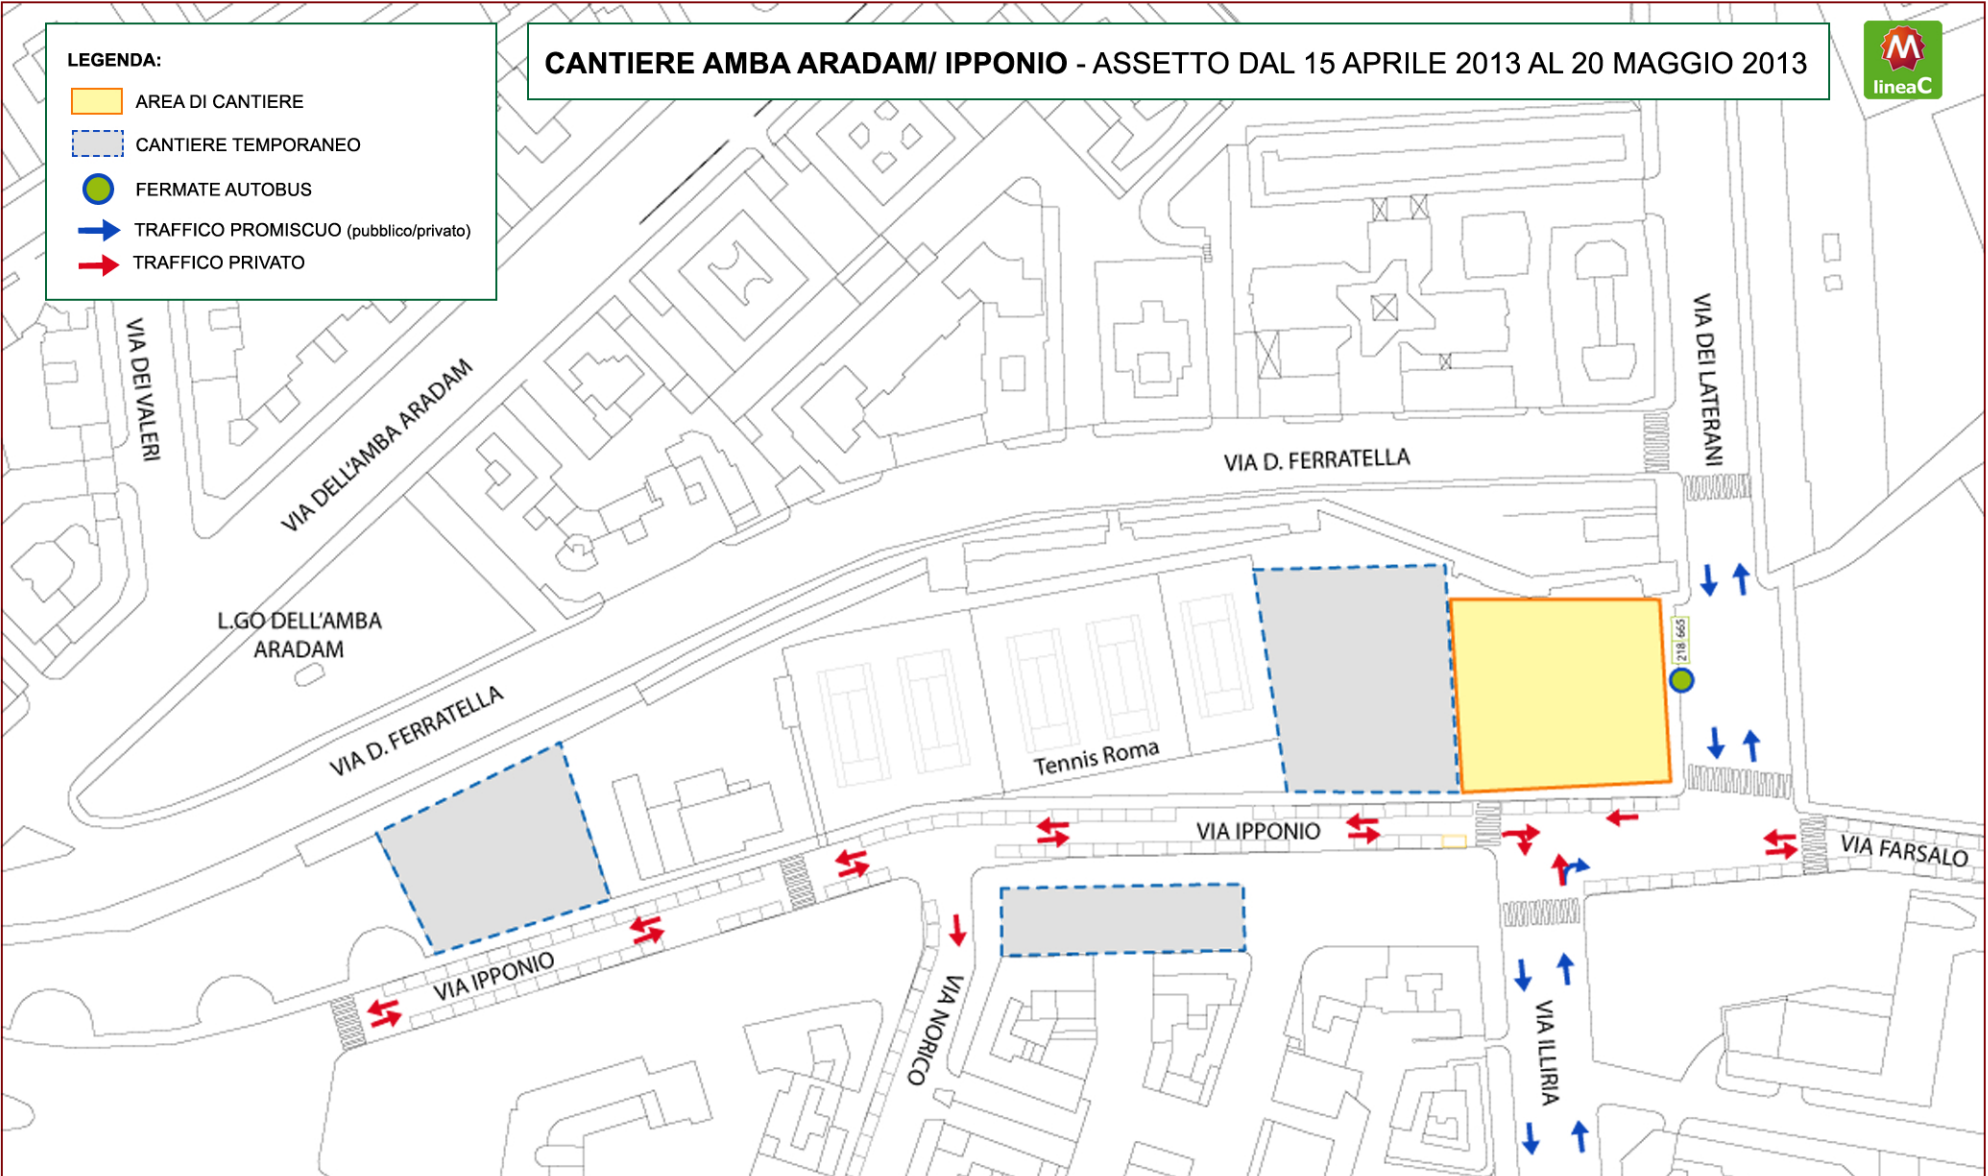 CANTIERE AMBA ARADAM/ IPPONIO - ASSETTO DAL 15 APRILE 2013 AL 20 MAGGIO 2013
M
lineaC
LEGENDA:
AREA DI CANTIERE
CANTIERE TEMPORANEO
FERMATE AUTOBUS
TRAFFICO PROMISCUO (pubblico/privato)
TRAFFICO PRIVATO
VIA DEI VALERI
VIA DELL'AMBA ARADAM
VIA DEI LATERANI
VIA D. FERRATELLA
L.GO DELL'AMBA
ARADAM
218 665
VIA D. FERRATELLA
Tennis Roma
VIA IPPONIO
VIA FARSALO
VIA IPPONIO
VIA NORICO
VIA ILLIRIA